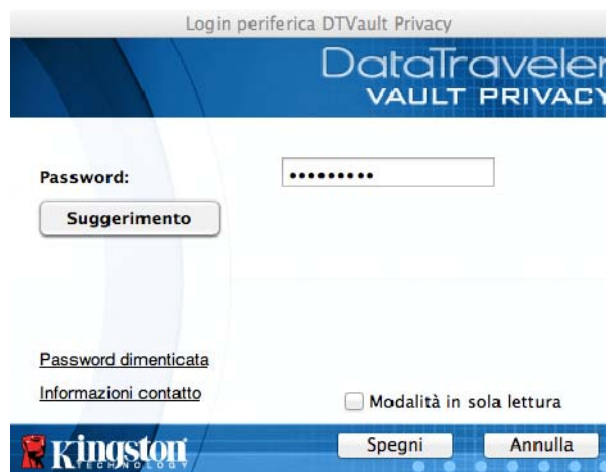 Login periferica DTVault Privacy
DataTraveler
VAULT PRIVACY
Password:
•••••••••
Suggerimento
Password dimenticata
Informazioni contatto
Modalità in sola lettura
Kingston
TECHNOLOGY
Spegni
Annulla